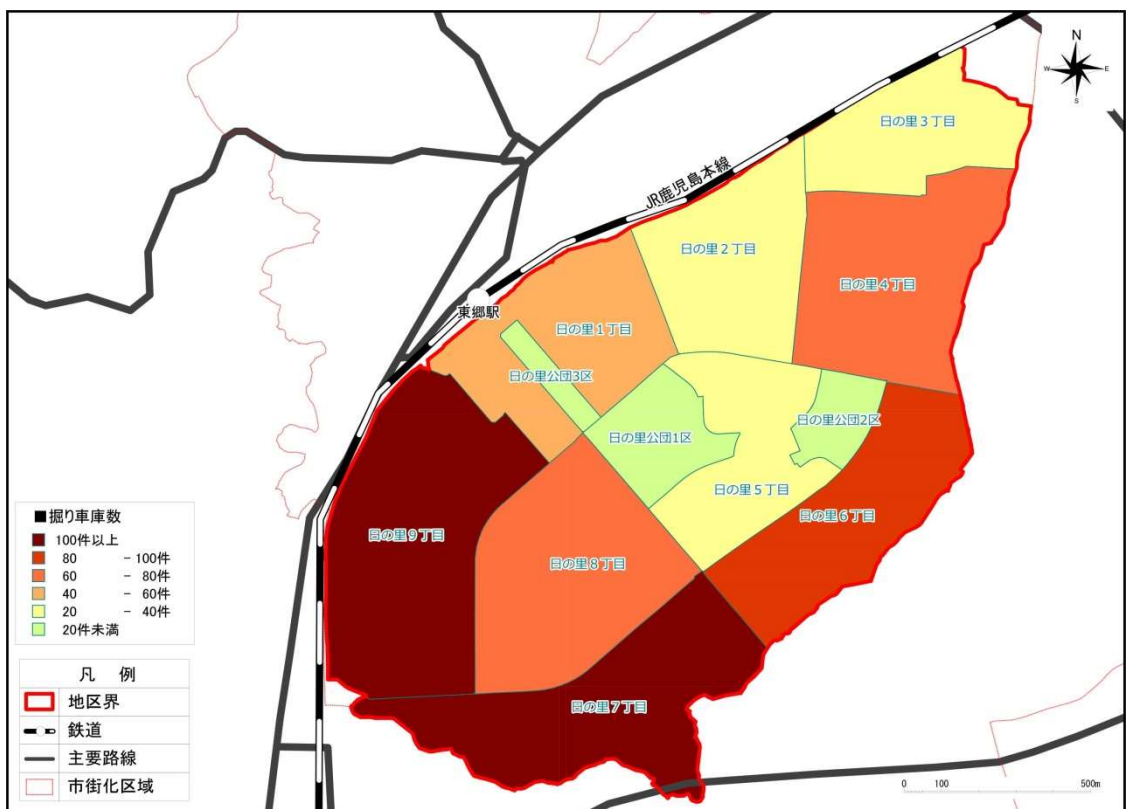 N
W
E
S
日の里3丁目
JR鹿児島本線
日の里2丁目
日の里4丁目
東郷駅
日の里1丁目
日の里公団3区
日の里公団1区
日の里公団2区
日の里5丁目
日の里6丁目
日の里9丁目
日の里8丁目
日の里7丁目
掘り車庫数
100件以上
80 - 100件
60 - 80件
40 - 60件
20 - 40件
20件未満
凡 例
地区界
鉄道
主要路線
市街化区域
0 100 500m